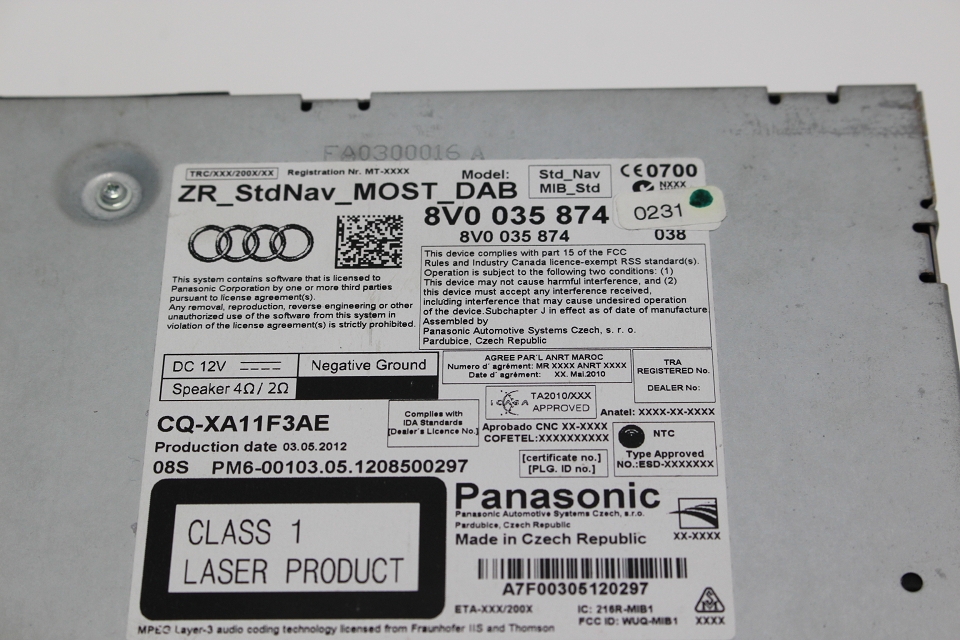 FA0300016 A
TRC/XXX/200X/XX Registration Nr. MT-XXXX
Model: Std_Nav
MIB_Std
CE0700
NXXX
ZR_StdNav_MOST_DAB
8V0 035 874
0231
8V0 035 874
038
This system contains software that is licensed to
Panasonic Corporation by one or more third parties
pursuant to license agreement(s).
Any removal, reproduction, reverse engineering or other
unauthorized use of the software from this system in
violation of the license agreement(s) is strictly prohibited.
This device complies with part 15 of the FCC
Rules and Industry Canada licence-exempt RSS standard(s).
Operation is subject to the following two conditions: (1)
This device may not cause harmful interference, and (2)
this device must accept any interference received,
including interference that may cause undesired operation
of the device.Subchapter J in effect as of date of manufacture
Assembled by
Panasonic Automotive Systems Czech, s. r. o.
Pardubice, Czech Republic
DC 12V
Negative Ground
Speaker 4Ω/ 2Ω
AGREE PAR'L ANRT MAROC
Numero d´agrément: MR XXXX ANRT XXXX
Date d´agrément: XX. Mai.2010
TRA
REGISTERED No.
DEALER No:
TA2010/XXX
APPROVED
Anatel: XXXX-XX-XXXX
CQ-XA11F3AE
Complies with
IDA Standards
[Dealer's Licence No.]
Aprobado CNC XX-XXXX
COFETEL:XXXXXXXXXX
NTC
Type Approved
NO.:ESD-XXXXXXX
Production date 03.05.2012
[certificate no.]
[PLG. ID no.]
08S PM6-00103.05.1208500297
CLASS 1
LASER PRODUCT
Panasonic
Panasonic Automotive Systems Czech, s.r.o.
Pardubice, Czech Republic
Made in Czech Republic
XX-XXXX
A7F00305120297
ETA-XXX/200X
IC: 216R-MIB1
FCC ID: WUQ-MIB1
MPEG Layer-3 audio coding technology licensed from Fraunhofer IIS and Thomson